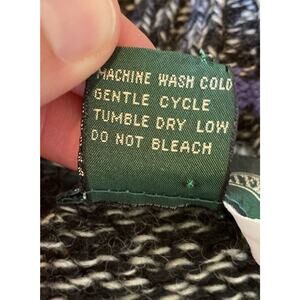 MACHINE WASH COLD
GENTLE CYCLE
TUMBLE DRY LOW
DO NOT BLEACH